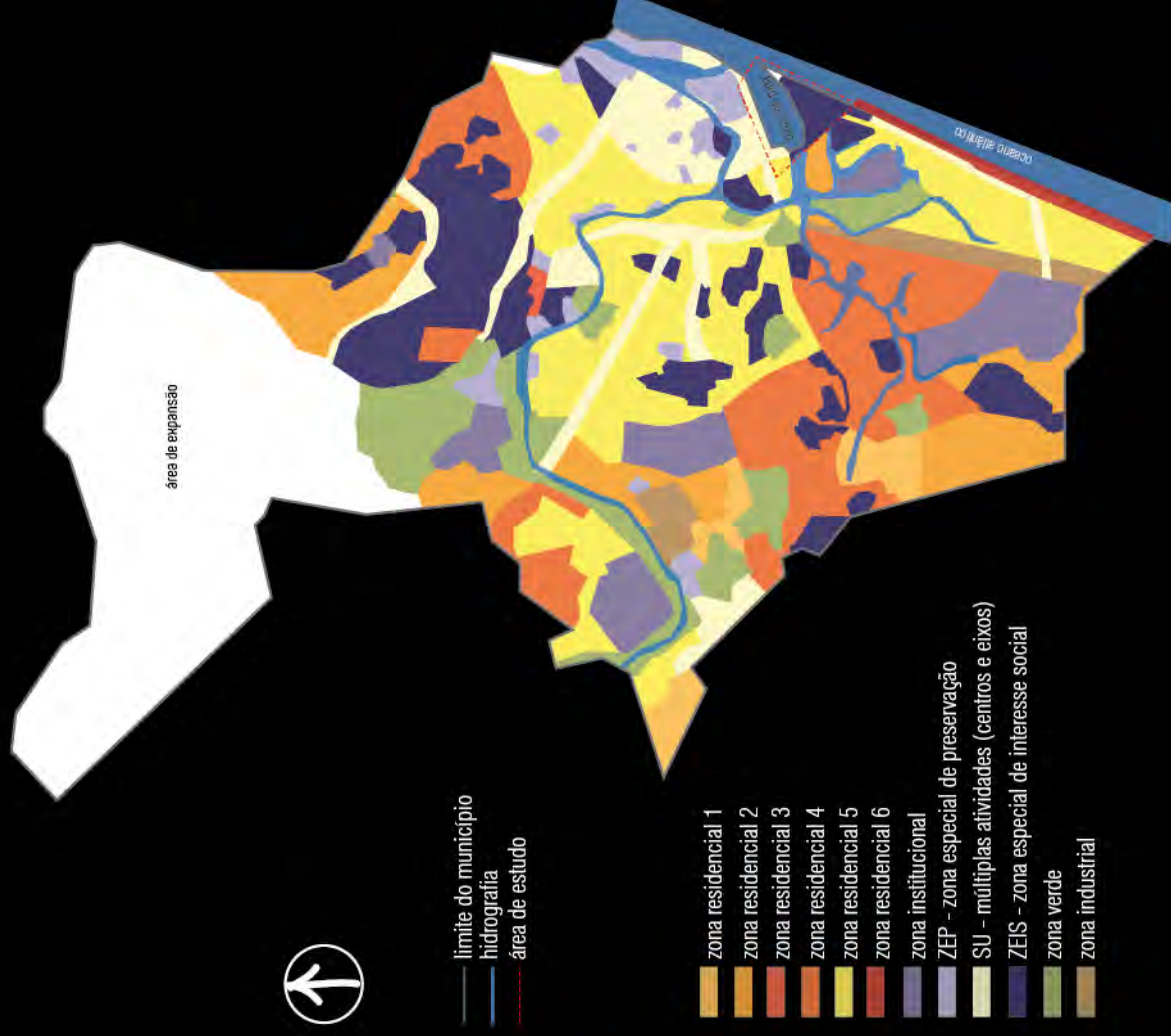 área de expansão
oceano atlântico
limite do município
hidrografia
área de estudo
zona residencial 1
zona residencial 2
zona residencial 3
zona residencial 4
zona residencial 5
zona residencial 6
zona institucional
ZEP - zona especial de preservação
SU - múltiplas atividades (centros e eixos)
ZEIS - zona especial de interesse social
zona verde
zona industrial